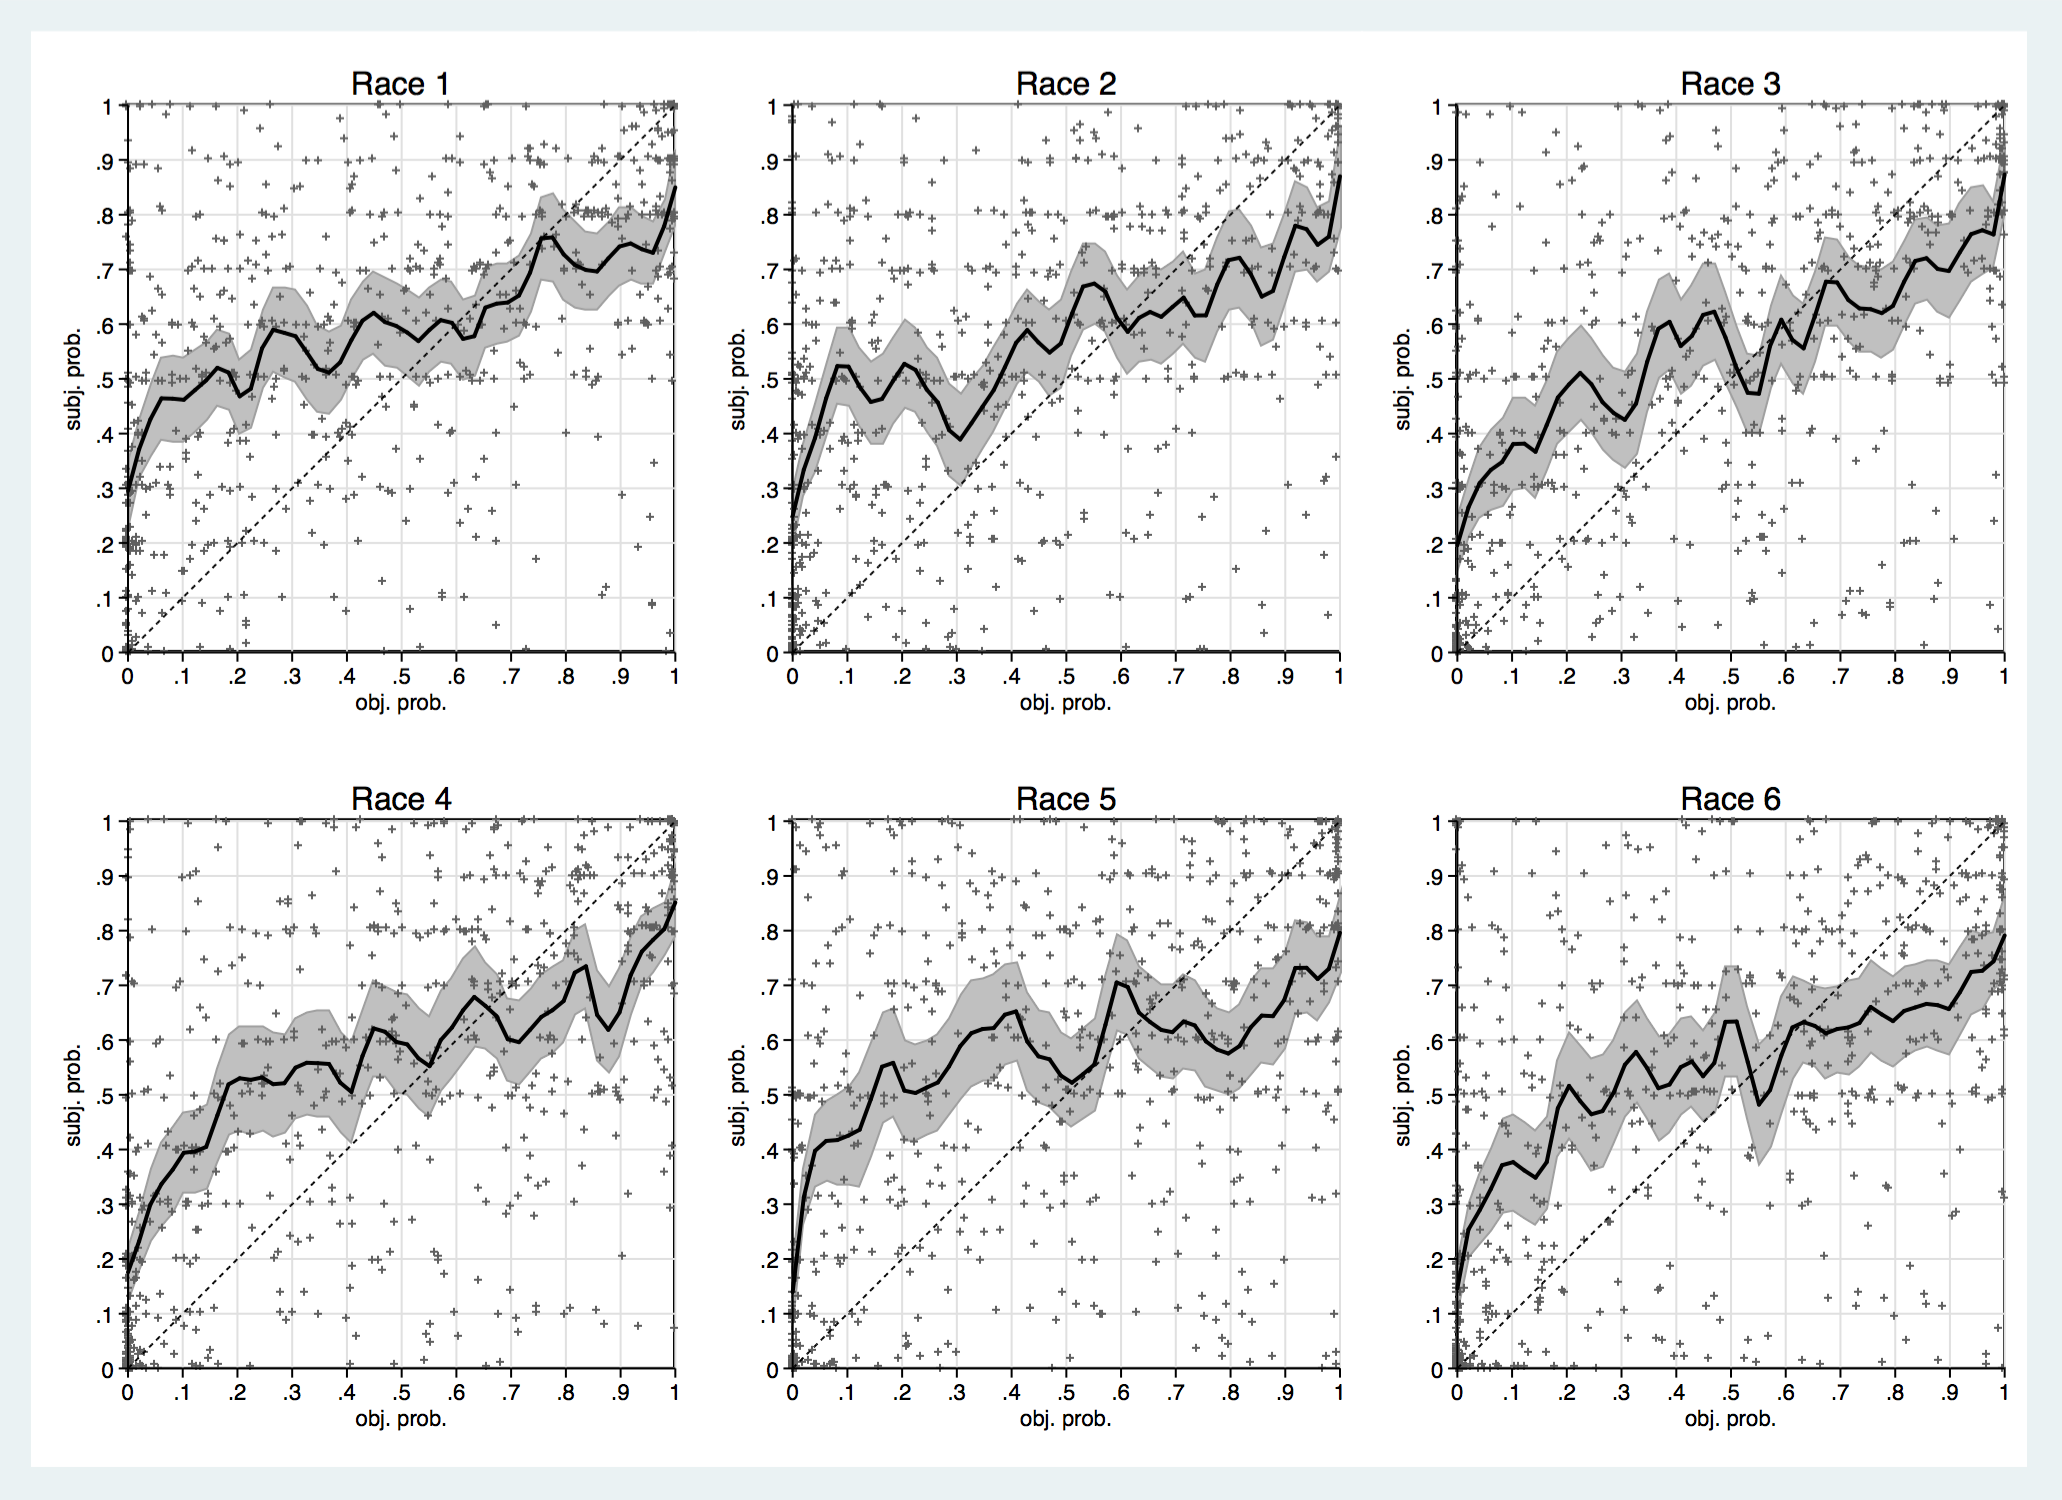 Race 1
1
.9
.8
.7
.6
.5
.4
.3
.2
.1
0
subj. prob.
0 .1 .2 .3 .4 .5 .6 .7 .8 .9 1
obj. prob.
Race 2
1
.9
.8
.7
.6
.5
.4
.3
.2
.1
0
subj. prob.
0 .1 .2 .3 .4 .5 .6 .7 .8 .9 1
obj. prob.
Race 3
1
.9
.8
.7
.6
.5
.4
.3
.2
.1
0
subj. prob.
0 .1 .2 .3 .4 .5 .6 .7 .8 .9 1
obj. prob.
Race 4
1
.9
.8
.7
.6
.5
.4
.3
.2
.1
0
subj. prob.
0 .1 .2 .3 .4 .5 .6 .7 .8 .9 1
obj. prob.
Race 5
1
.9
.8
.7
.6
.5
.4
.3
.2
.1
0
subj. prob.
0 .1 .2 .3 .4 .5 .6 .7 .8 .9 1
obj. prob.
Race 6
1
.9
.8
.7
.6
.5
.4
.3
.2
.1
0
subj. prob.
0 .1 .2 .3 .4 .5 .6 .7 .8 .9 1
obj. prob.